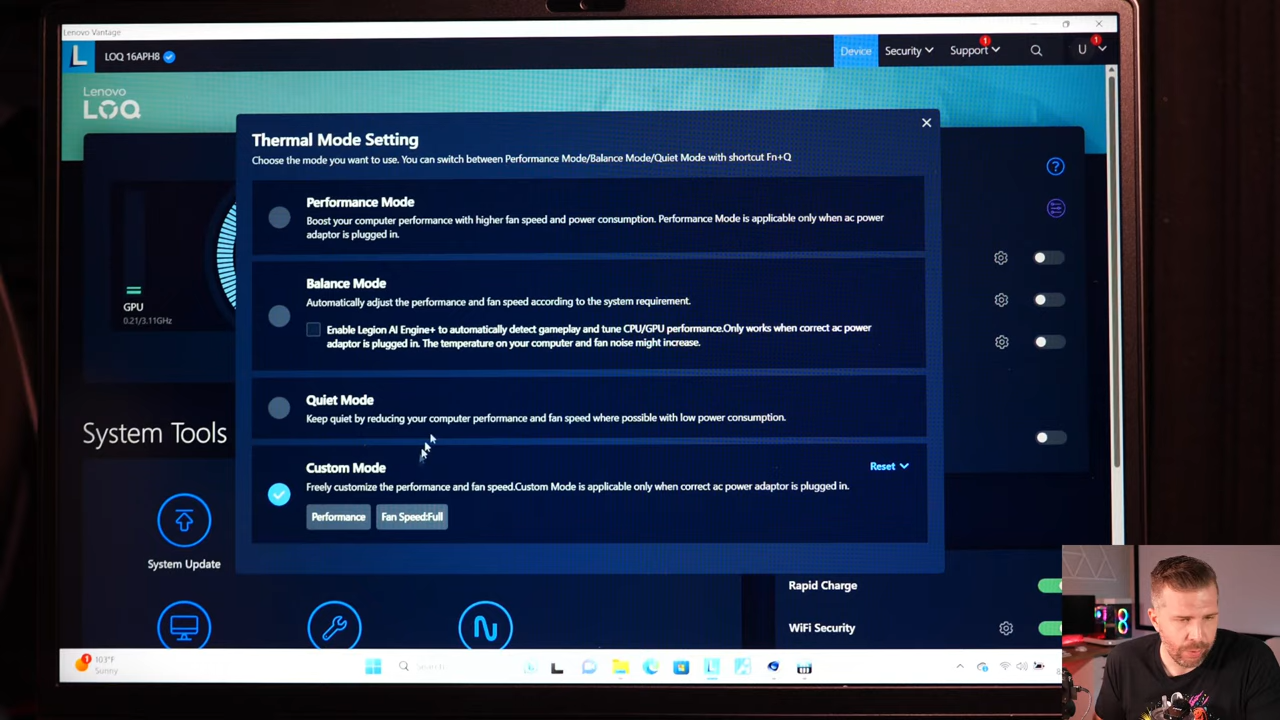 Lenovo Vantage
LOQ 16APH8
Device
Security
Support
1
U
1
Lenovo
LOQ
Thermal Mode Setting
Choose the mode you want to use. You can switch between Performance Mode/Balance Mode/Quiet Mode with shortcut Fn+Q
Performance Mode
Boost your computer performance with higher fan speed and power consumption. Performance Mode is applicable only when ac power
adaptor is plugged in.
Balance Mode
Automatically adjust the performance and fan speed according to the system requirement.
Enable Legion AI Engine+ to automatically detect gameplay and tune CPU/GPU performance.Only works when correct ac power
adaptor is plugged in. The temperature on your computer and fan noise might increase.
Quiet Mode
Keep quiet by reducing your computer performance and fan speed where possible with low power consumption.
Custom Mode
Reset
Freely customize the performance and fan speed.Custom Mode is applicable only when correct ac power adaptor is plugged in.
Performance
Fan Speed:Full
GPU
0.21/3.11GHz
System Tools
System Update
Rapid Charge
WiFi Security
1
103°F
Sunny
Search